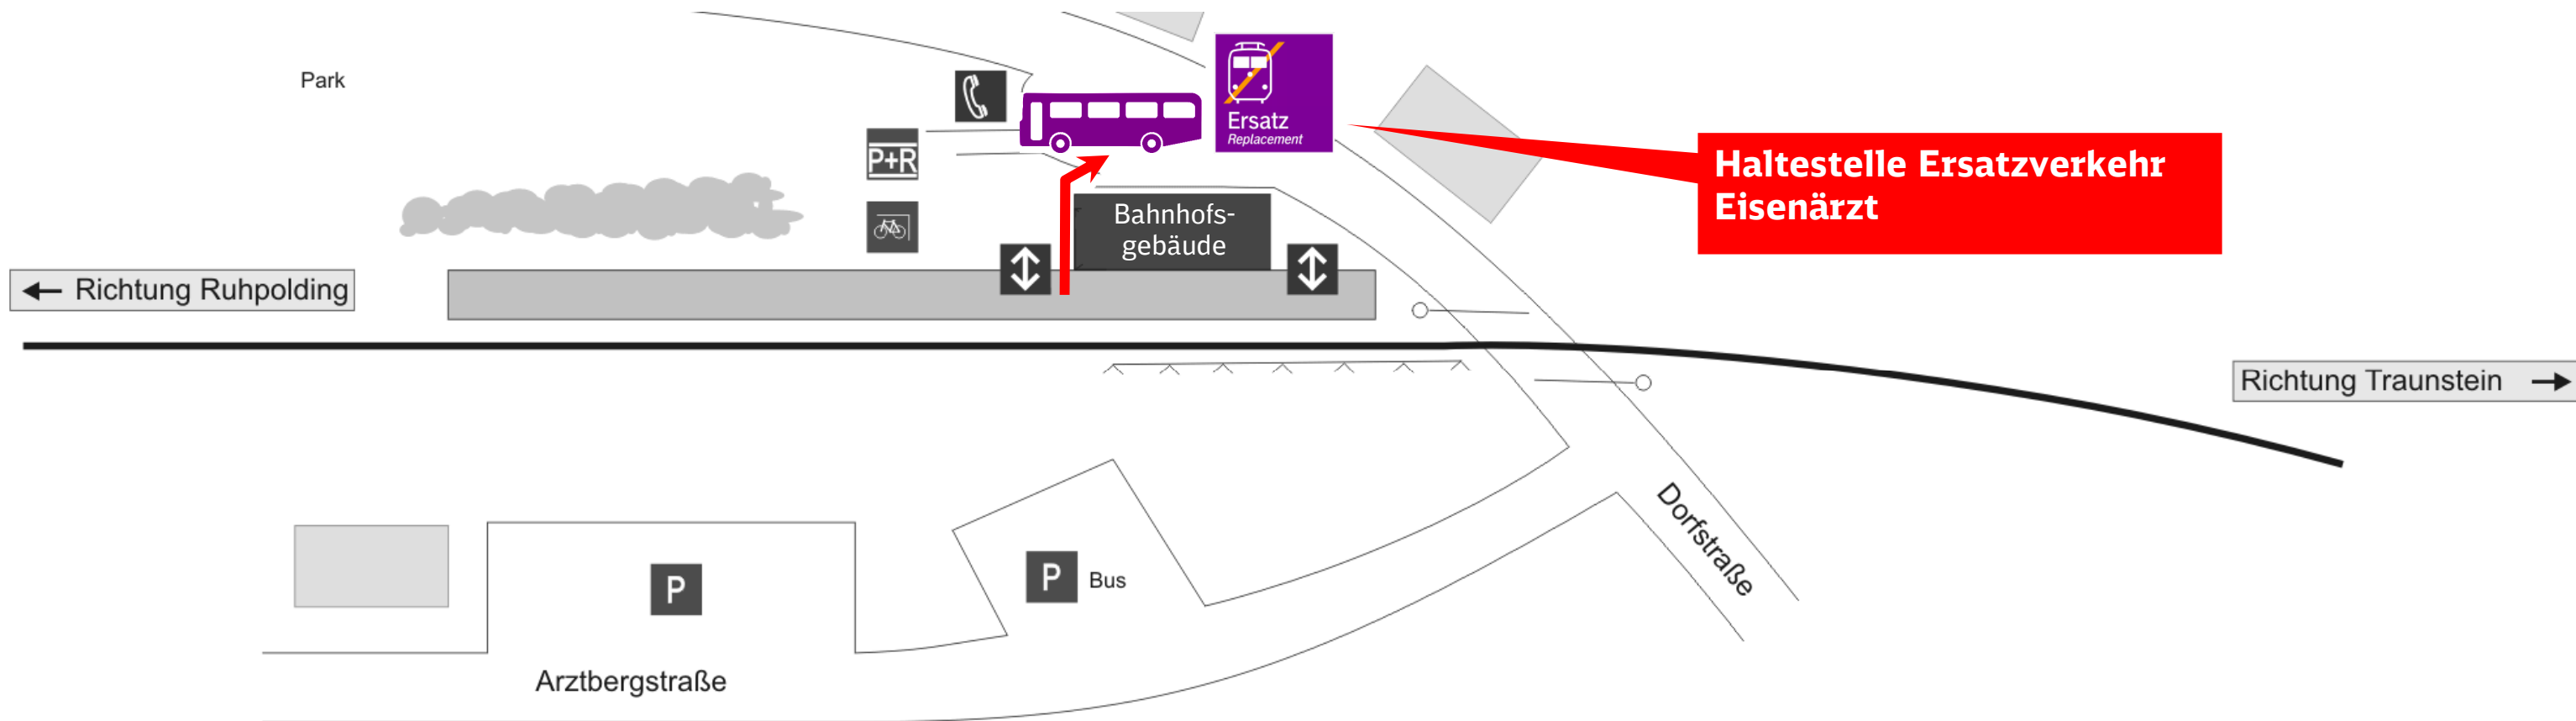 Park
P+R
Ersatz
Replacement
Haltestelle Ersatzverkehr
Eisenärzt
Bahnhofs-
gebäude
← Richtung Ruhpolding
Richtung Traunstein →
Dorfstraße
P
P Bus
Arztbergstraße